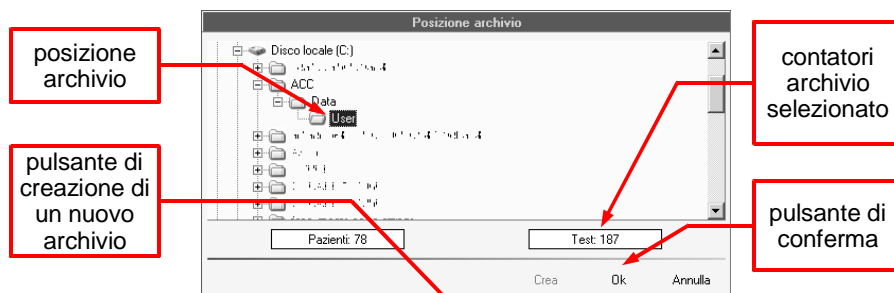 Posizione archivio
posizione
archivio
Disco locale (C:)
ACC
Data
User
contatori
archivio
selezionato
pulsante di
creazione di
un nuovo
archivio
Pazienti: 78
Test: 187
pulsante di
conferma
Crea
Ok
Annulla